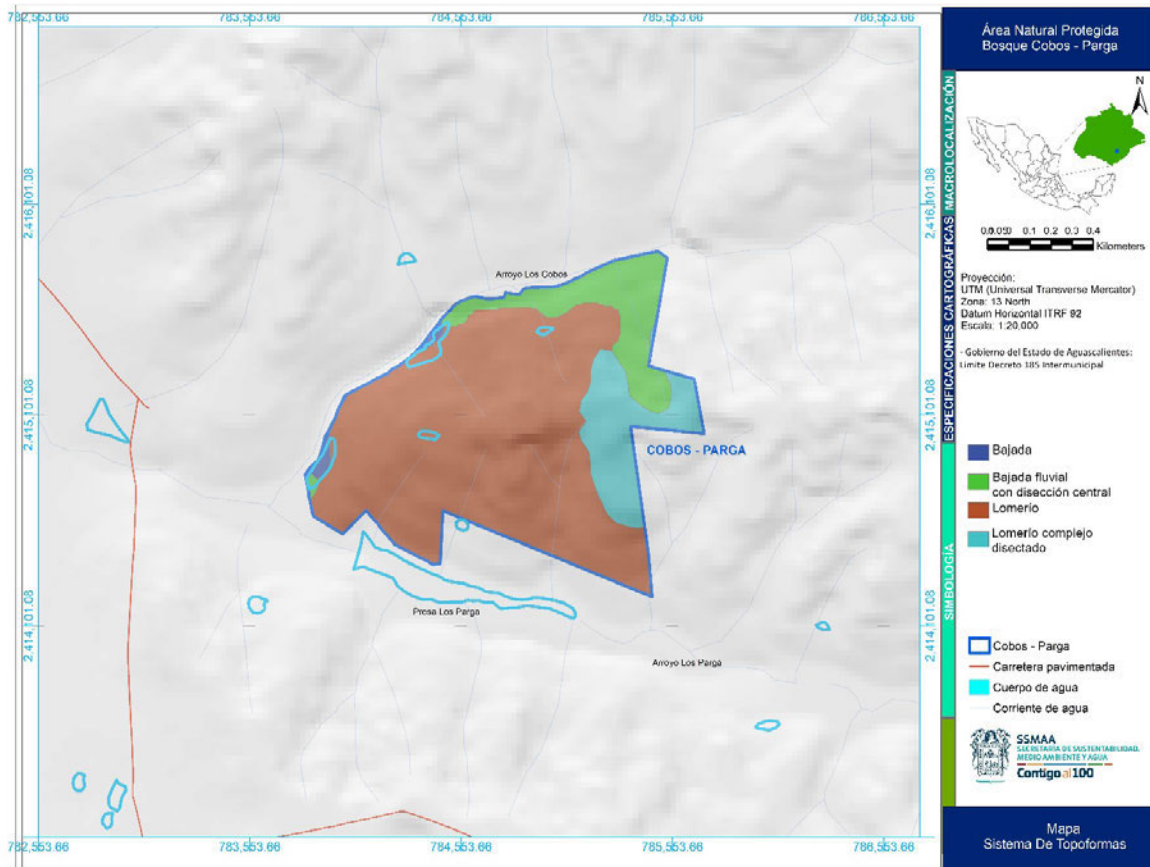 782,553.66
783,553.66
784,553.66
785,553.66
786,553.66
2,416,101.08
2,415,101.08
2,414,101.08
2,416,101.08
2,415,101.08
2,414,101.08
Arroyo Los Cobos
COBOS - PARGA
Presa Los Parga
Arroyo Los Parga
782,553.66
783,553.66
784,553.66
785,553.66
786,553.66
Área Natural Protegida
Bosque Cobos - Parga
MACROLOCALIZACIÓN
N
0.1 0.2 0.3 0.4
Kilometers
ESPECIFICACIONES CARTOGRÁFICAS
Proyección:
UTM (Universal Transverse Mercator)
Zona: 13 North
Datum Horizontal ITRF 92
Escala: 1:20,000
- Gobierno del Estado de Aguascalientes:
Limite Decreto 185 Intermunicipal
SIMBOLOGÍA
Bajada
Bajada fluvial
con disección central
Lomerío
Lomerío complejo
disectado
Cobos - Parga
Carretera pavimentada
Cuerpo de agua
Corriente de agua
SSMAA
SECRETARÍA DE SUSTENTABILIDAD,
MEDIO AMBIENTE Y AGUA
Contigo al 100
Mapa
Sistema De Topoformas